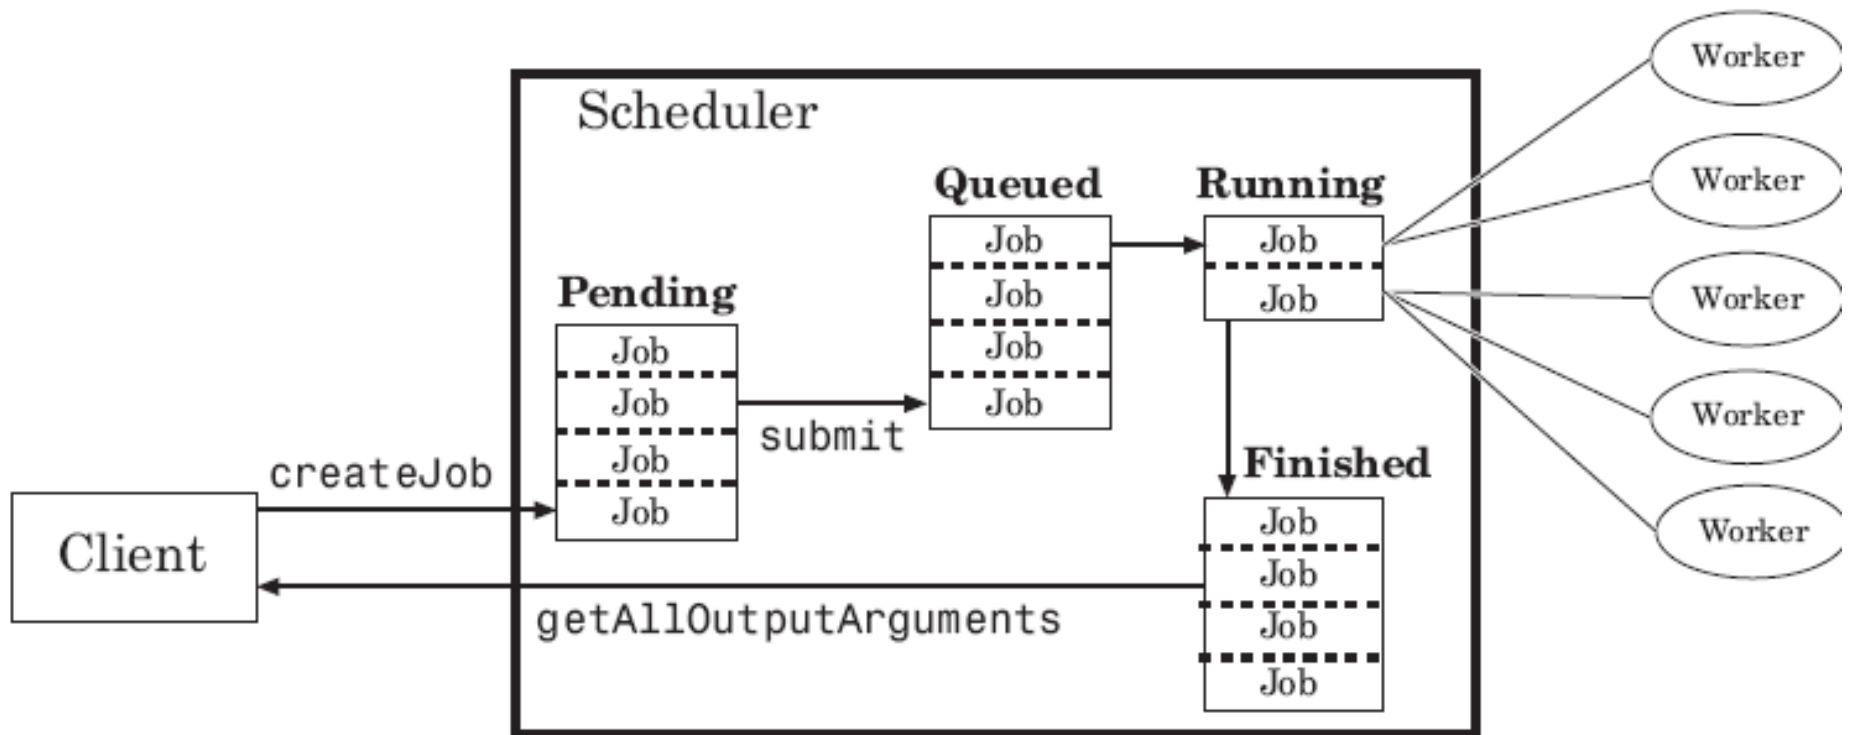 Scheduler
Worker
Worker
Worker
Worker
Worker
Queued
Job
Job
Job
Job
Running
Job
Job
Pending
Job
Job
Job
Job
submit
createJob
Client
Finished
Job
Job
Job
Job
getAllOutputArguments